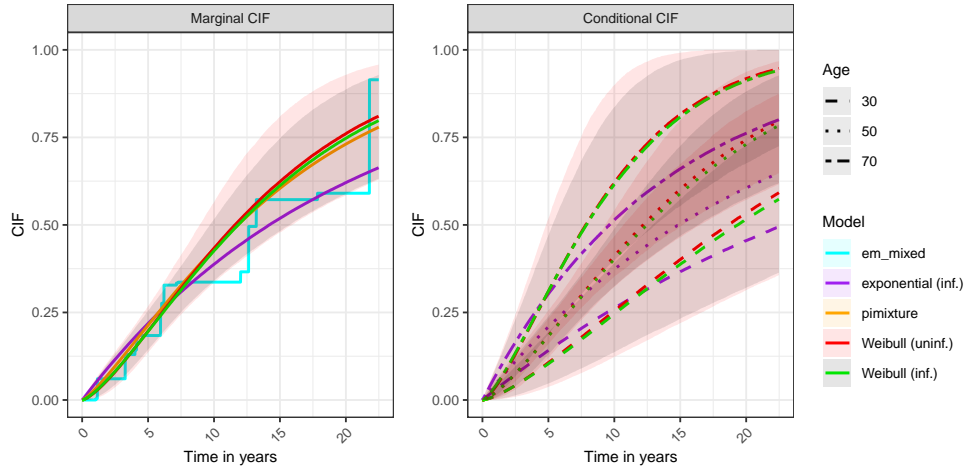 Marginal CIF
Conditional CIF
CIF
1.00
0.75
0.50
0.25
0.00
0
5
10
15
20
Time in years
CIF
1.00
0.75
0.50
0.25
0.00
0
5
10
15
20
Time in years
Age
30
50
70
Model
em_mixed
exponential (inf.)
pimixture
Weibull (uninf.)
Weibull (inf.)